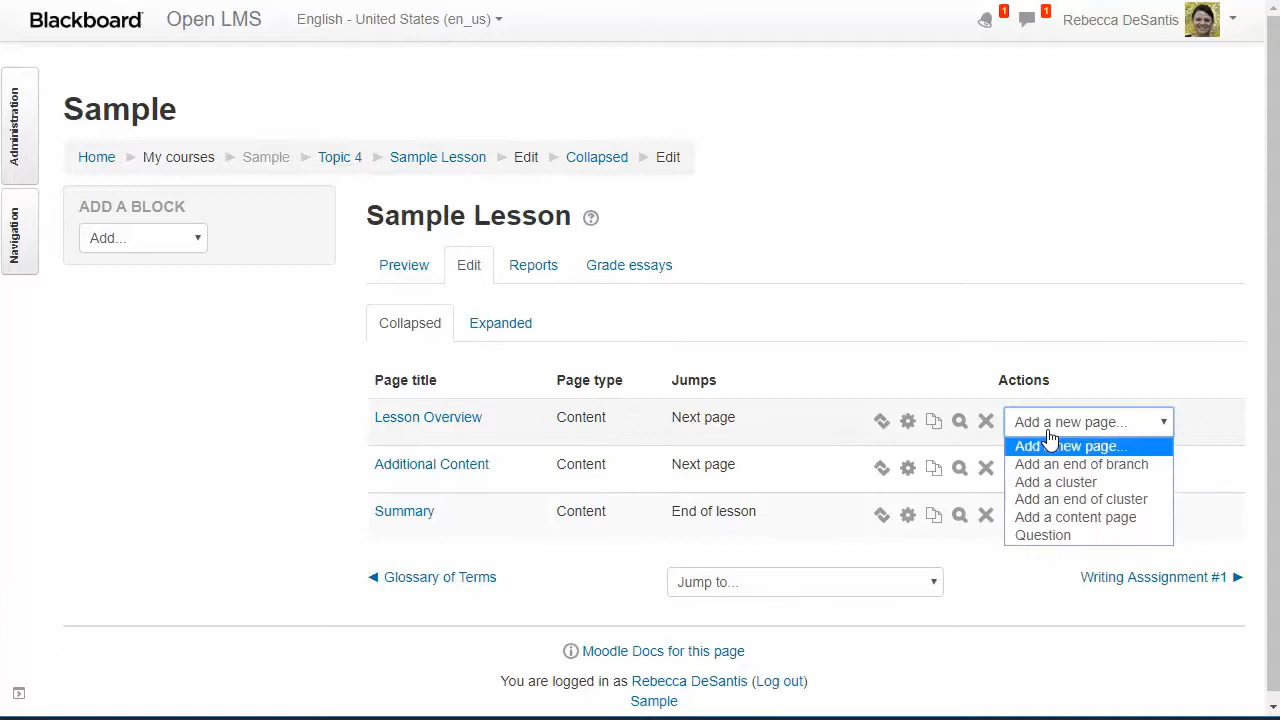 Blackboard Open LMS English - United States (en_us) 1 1 Rebecca DeSantis
Administration
Navigation
Sample
Home My courses Sample Topic 4 Sample Lesson Edit Collapsed Edit
ADD A BLOCK
Add...
Sample Lesson ?
Preview Edit Reports Grade essays
Collapsed Expanded
Page title Page type Jumps Actions
Lesson Overview Content Next page Add a new page...
Add a new page...
Additional Content Content Next page Add an end of branch
Add a cluster
Add an end of cluster
Summary Content End of lesson Add a content page
Question
Glossary of Terms Jump to... Writing Asssignment #1
Moodle Docs for this page
You are logged in as Rebecca DeSantis (Log out)
Sample